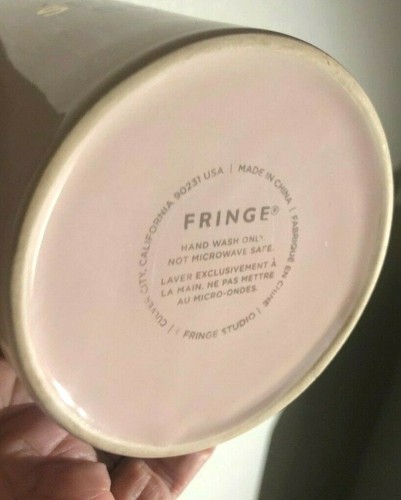 FRINGE®
HAND WASH ONLY.
NOT MICROWAVE SAFE.
LAVER EXCLUSIVEMENT À
LA MAIN. NE PAS METTRE
AU MICRO-ONDES.
FRINGE STUDIO | CULVER CITY, CALIFORNIA 90231 USA | MADE IN CHINA | FABRIQUÉ EN CHINE |